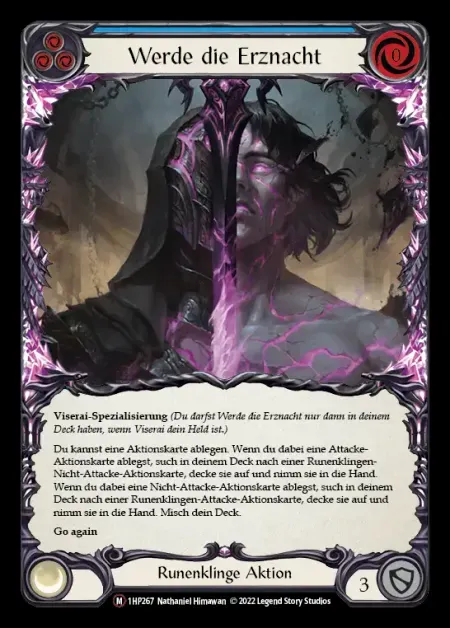 Werde die Erznacht
0
Viserai-Spezialisierung (Du darfst Werde die Erznacht nur dann in deinem
Deck haben, wenn Viserai dein Held ist.)
Du kannst eine Aktionskarte ablegen. Wenn du dabei eine Attacke-
Aktionskarte ablegst, such in deinem Deck nach einer Runenklingen-
Nicht-Attacke-Aktionskarte, decke sie auf und nimm sie in die Hand.
Wenn du dabei eine Nicht-Attacke-Aktionskarte ablegst, such in deinem
Deck nach einer Runenklingen-Attacke-Aktionskarte, decke sie auf und
nimm sie in die Hand. Misch dein Deck.
Go again
Runenklinge Aktion
3
M 1HP267 Nathaniel Himawan © 2022 Legend Story Studios